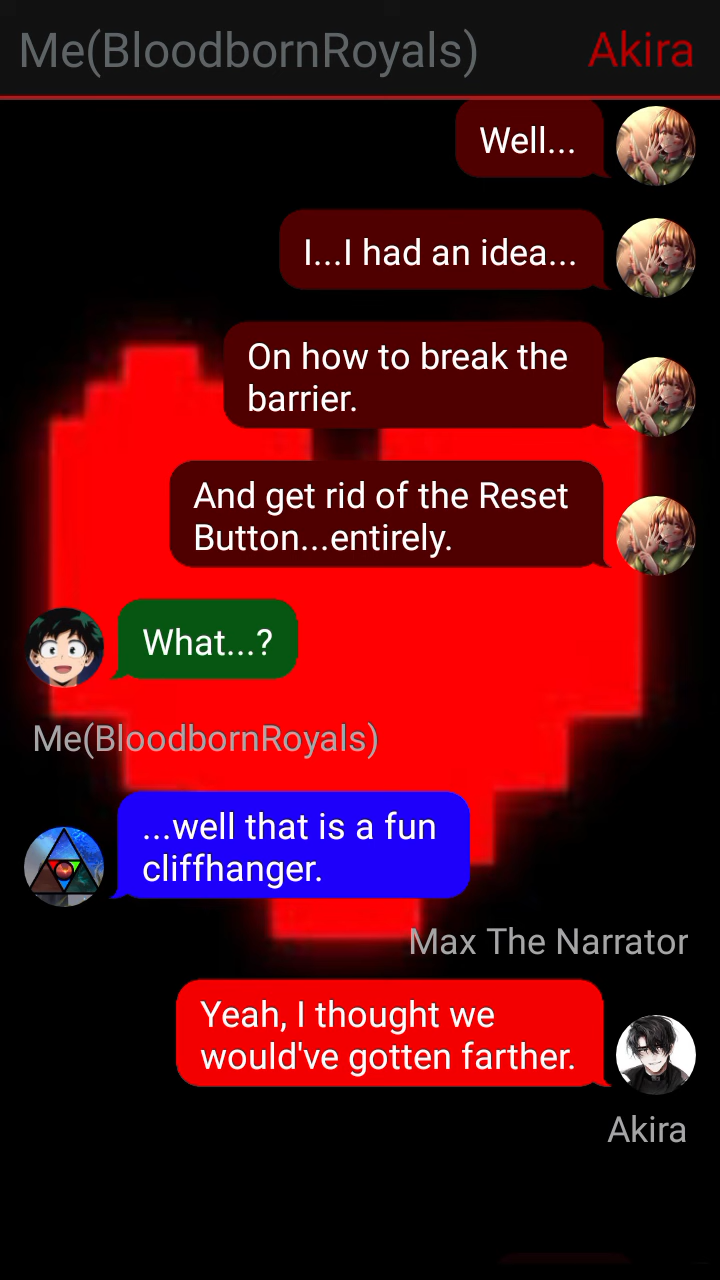 Me(BloodbornRoyals) Akira
Well...
I...I had an idea...
On how to break the
barrier.
And get rid of the Reset
Button...entirely.
What...?
Me(BloodbornRoyals)
...well that is a fun
cliffhanger.
Max The Narrator
Yeah, I thought we
would've gotten farther.
Akira